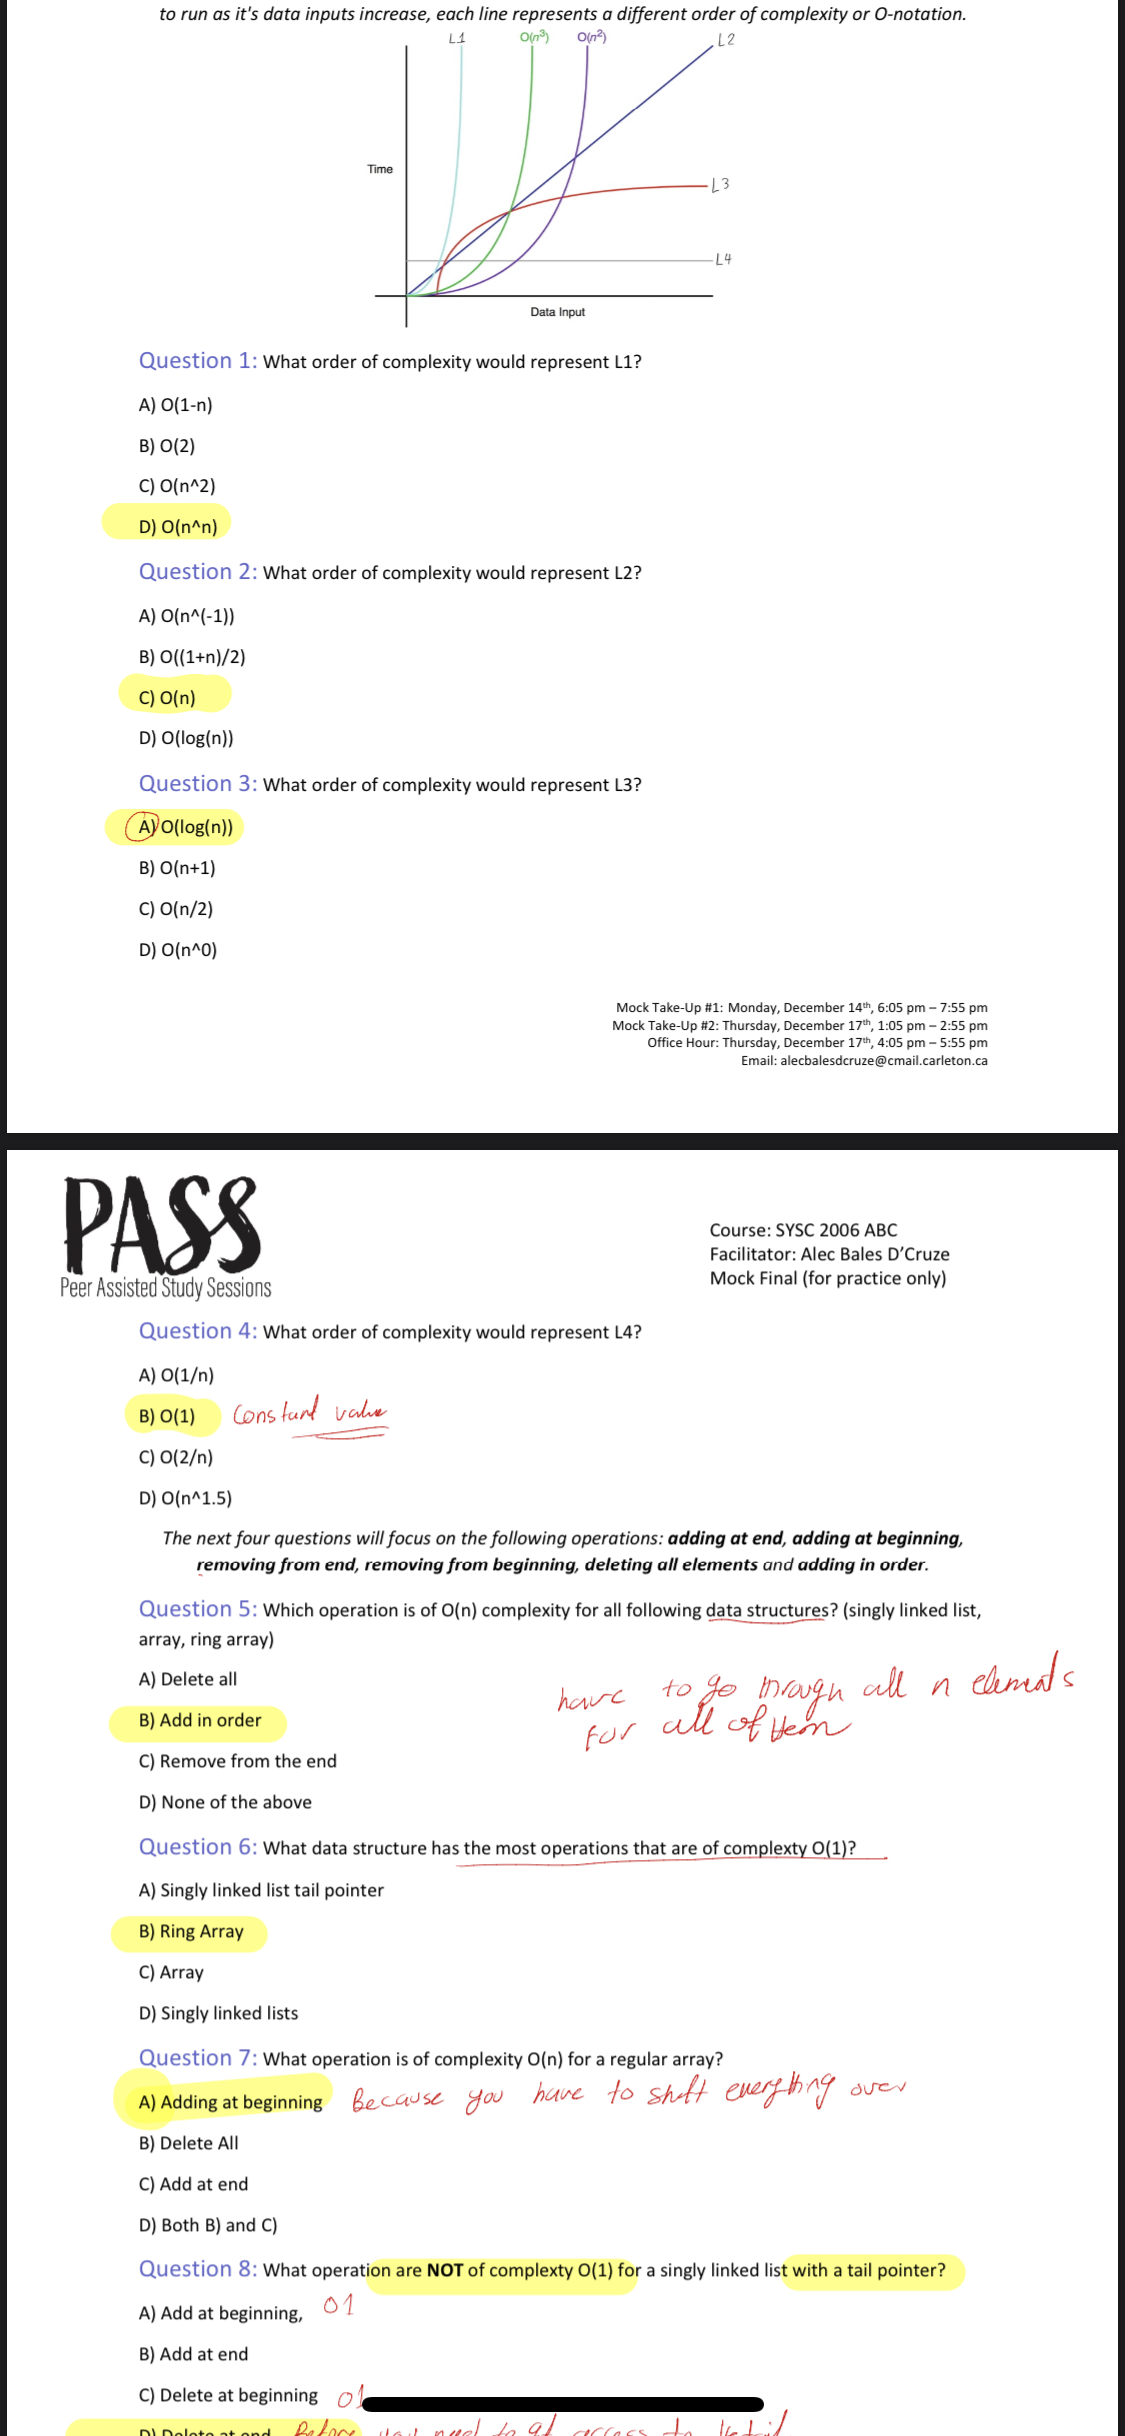 to run as it's data inputs increase, each line represents a different order of complexity or O-notation.
L1 O(n³) O(n²) L2
Time
L3
L4
Data Input
Question 1: What order of complexity would represent L1?
A) O(1-n)
B) O(2)
C) O(n^2)
D) O(n^n)
Question 2: What order of complexity would represent L2?
A) O(n^(-1))
B) O((1+n)/2)
C) O(n)
D) O(log(n))
Question 3: What order of complexity would represent L3?
A) O(log(n))
B) O(n+1)
C) O(n/2)
D) O(n^0)
Mock Take-Up #1: Monday, December 14th, 6:05 pm – 7:55 pm
Mock Take-Up #2: Thursday, December 17th, 1:05 pm – 2:55 pm
Office Hour: Thursday, December 17th, 4:05 pm – 5:55 pm
Email: alecbalesdcruze@cmail.carleton.ca
PASS
Peer Assisted Study Sessions
Course: SYSC 2006 ABC
Facilitator: Alec Bales D'Cruze
Mock Final (for practice only)
Question 4: What order of complexity would represent L4?
A) O(1/n)
B) O(1) Constant value
C) O(2/n)
D) O(n^1.5)
The next four questions will focus on the following operations: adding at end, adding at beginning,
removing from end, removing from beginning, deleting all elements and adding in order.
Question 5: Which operation is of O(n) complexity for all following data structures? (singly linked list,
array, ring array)
A) Delete all
have to go through all n elements
B) Add in order
for all of them
C) Remove from the end
D) None of the above
Question 6: What data structure has the most operations that are of complexty O(1)?
A) Singly linked list tail pointer
B) Ring Array
C) Array
D) Singly linked lists
Question 7: What operation is of complexity O(n) for a regular array?
A) Adding at beginning Because you have to shift everything over
B) Delete All
C) Add at end
D) Both B) and C)
Question 8: What operation are NOT of complexty O(1) for a singly linked list with a tail pointer?
A) Add at beginning, O1
B) Add at end
C) Delete at beginning O1
D) Delete at end Before you need to get access to